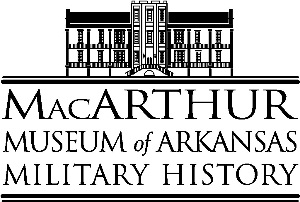 MACARTHUR
MUSEUM of ARKANSAS
MILITARY HISTORY